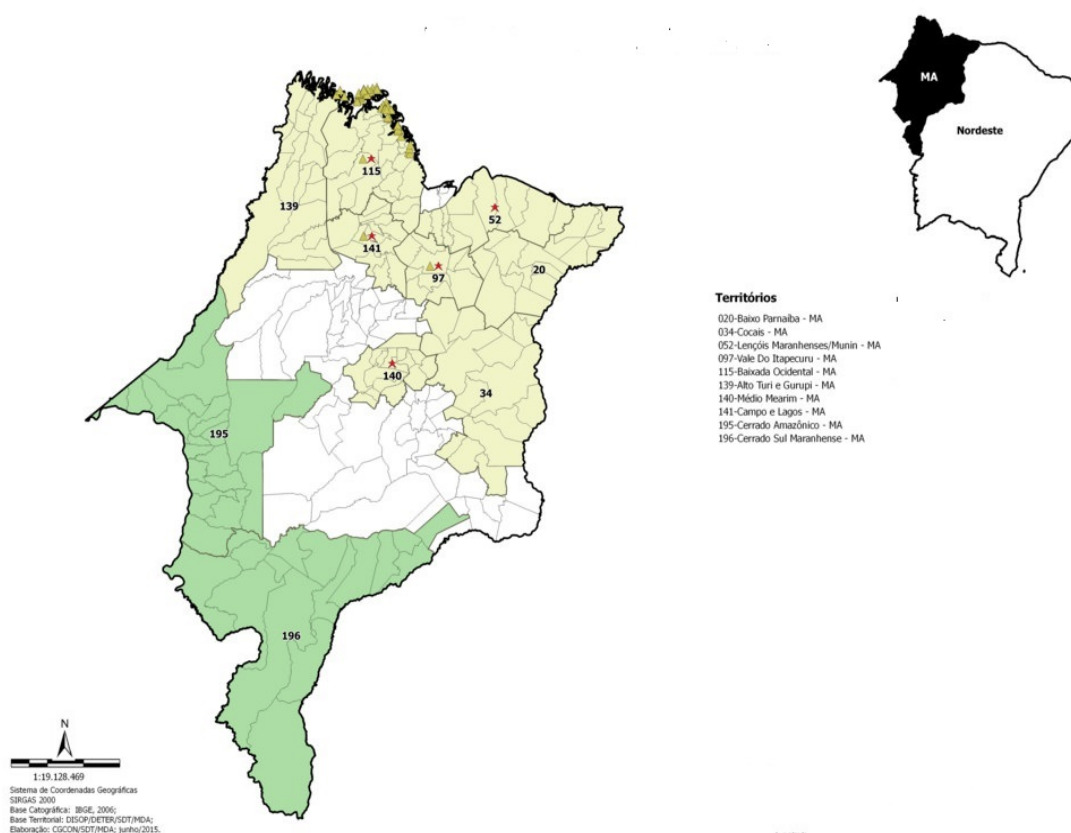 MA
Nordeste
115
139
52
141
97
20
140
34
195
196
Territórios
020-Baixo Parnaíba - MA
034-Cocais - MA
052-Lençóis Maranhenses/Munin - MA
097-Vale Do Itapecuru - MA
115-Baixada Ocidental - MA
139-Alto Turi e Gurupi - MA
140-Médio Mearim - MA
141-Campo e Lagos - MA
195-Cerrado Amazônico - MA
196-Cerrado Sul Maranhense - MA
N
1:19.128.469
Sistema de Coordenadas Geográficas
SIRGAS 2000
Base Catográfica: IBGE, 2006;
Base Territorial: DISOP/DETER/SDT/MDA;
Elaboração: CGCON/SDT/MDA; junho/2015.